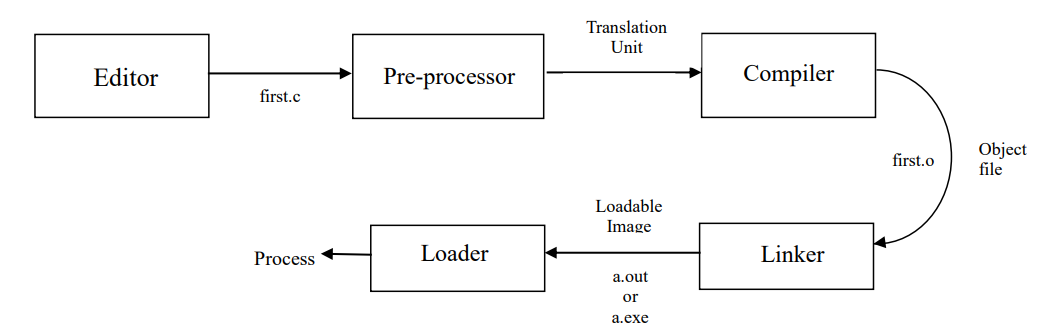 Editor
first.c
Pre-processor
Translation
Unit
Compiler
first.o
Object
file
Linker
Loadable
Image
a.out
or
a.exe
Loader
Process